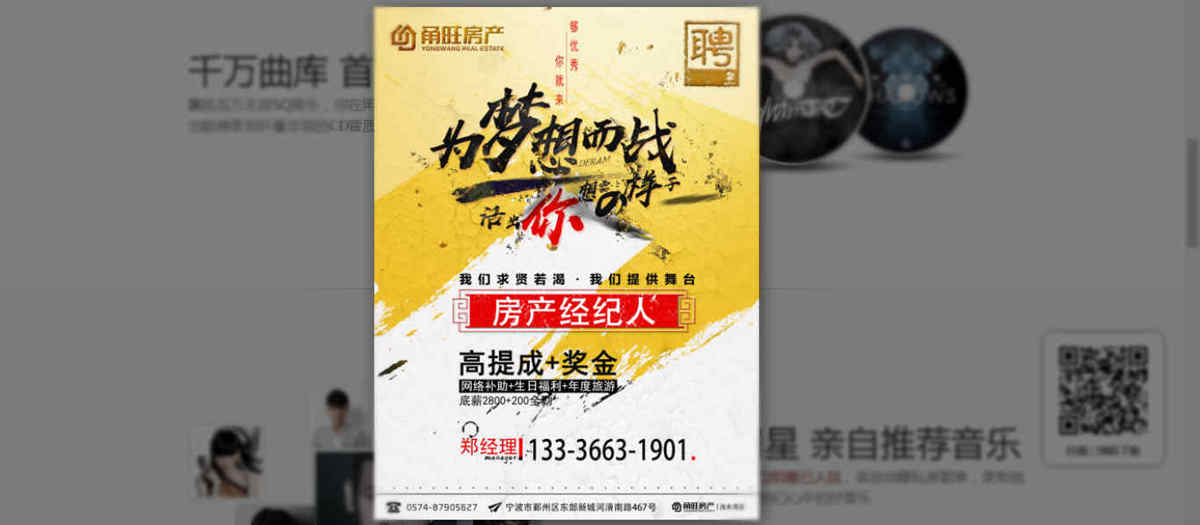 甬旺房产
YONGWANG REAL ESTATE
够优秀
你就来
聘
为梦想而战
DERAM
活出你想要の样子
我们求贤若渴·我们提供舞台
房产经纪人
高提成+奖金
网络补助+生日福利+年度旅游
底薪2800+200全勤
郑经理
manager
133-3663-1901.
0574-87905627
宁波市鄞州区东部新城河清南路467号
甬旺房产
千万曲库 首
星 亲自推荐音乐